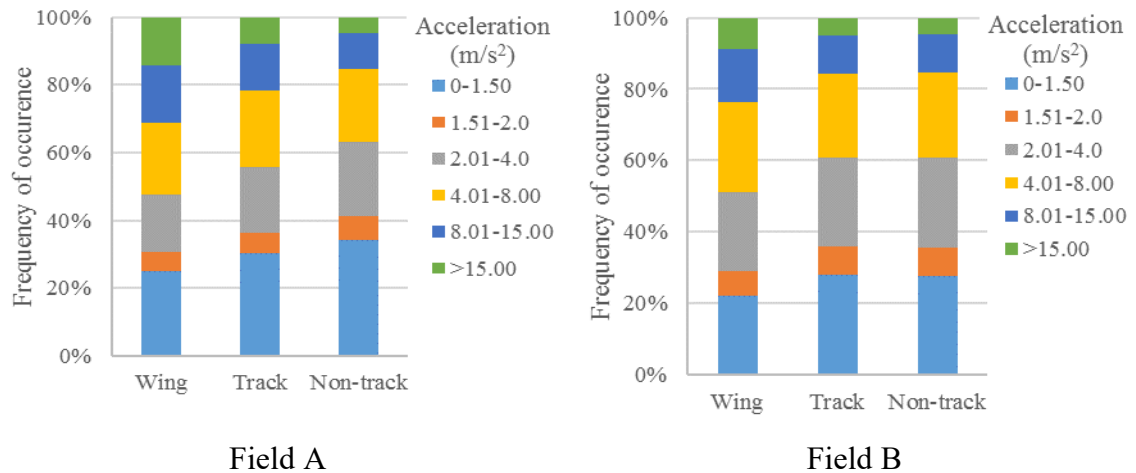 Frequency of occurence
100%
80%
60%
40%
20%
0%
Wing
Track
Non-track
Acceleration
(m/s²)
0-1.50
1.51-2.0
2.01-4.0
4.01-8.00
8.01-15.00
>15.00
Field A
Frequency of occurence
100%
80%
60%
40%
20%
0%
Wing
Track
Non-track
Acceleration
(m/s²)
0-1.50
1.51-2.0
2.01-4.0
4.01-8.00
8.01-15.00
>15.00
Field B